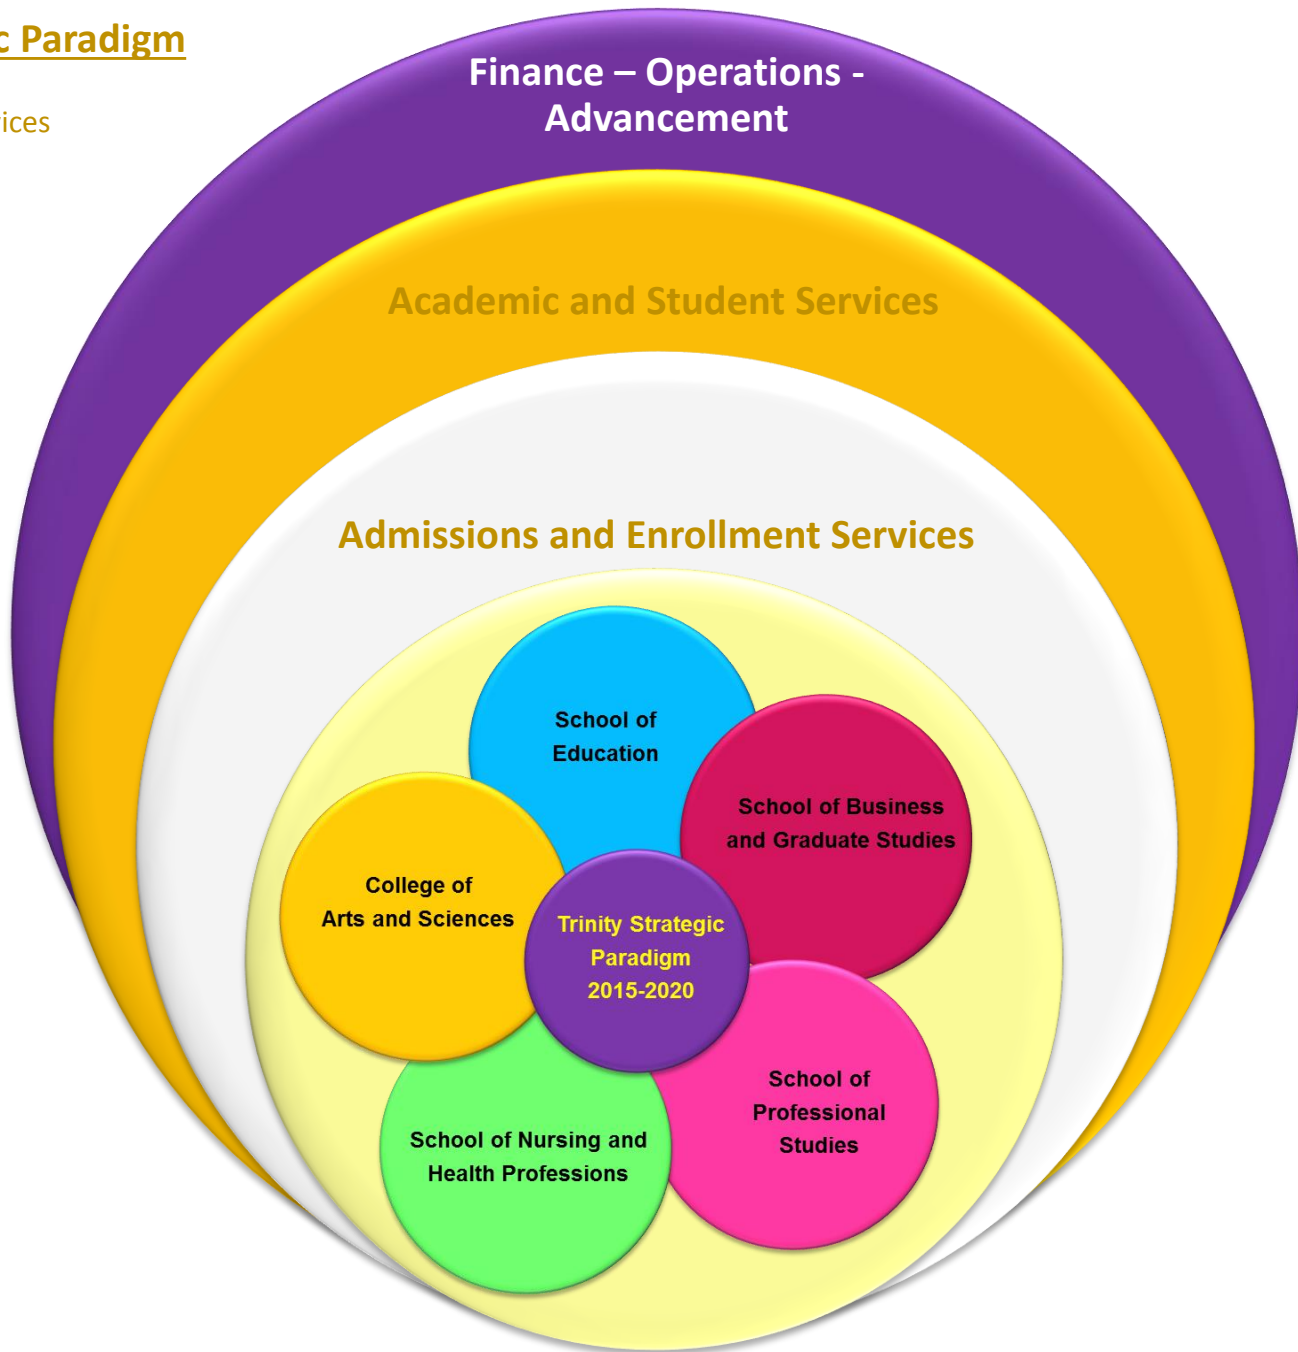 c Paradigm
vices
Finance – Operations -
Advancement
Academic and Student Services
Admissions and Enrollment Services
School of
Education
School of Business
and Graduate Studies
College of
Arts and Sciences
Trinity Strategic
Paradigm
2015-2020
School of
Professional
Studies
School of Nursing and
Health Professions